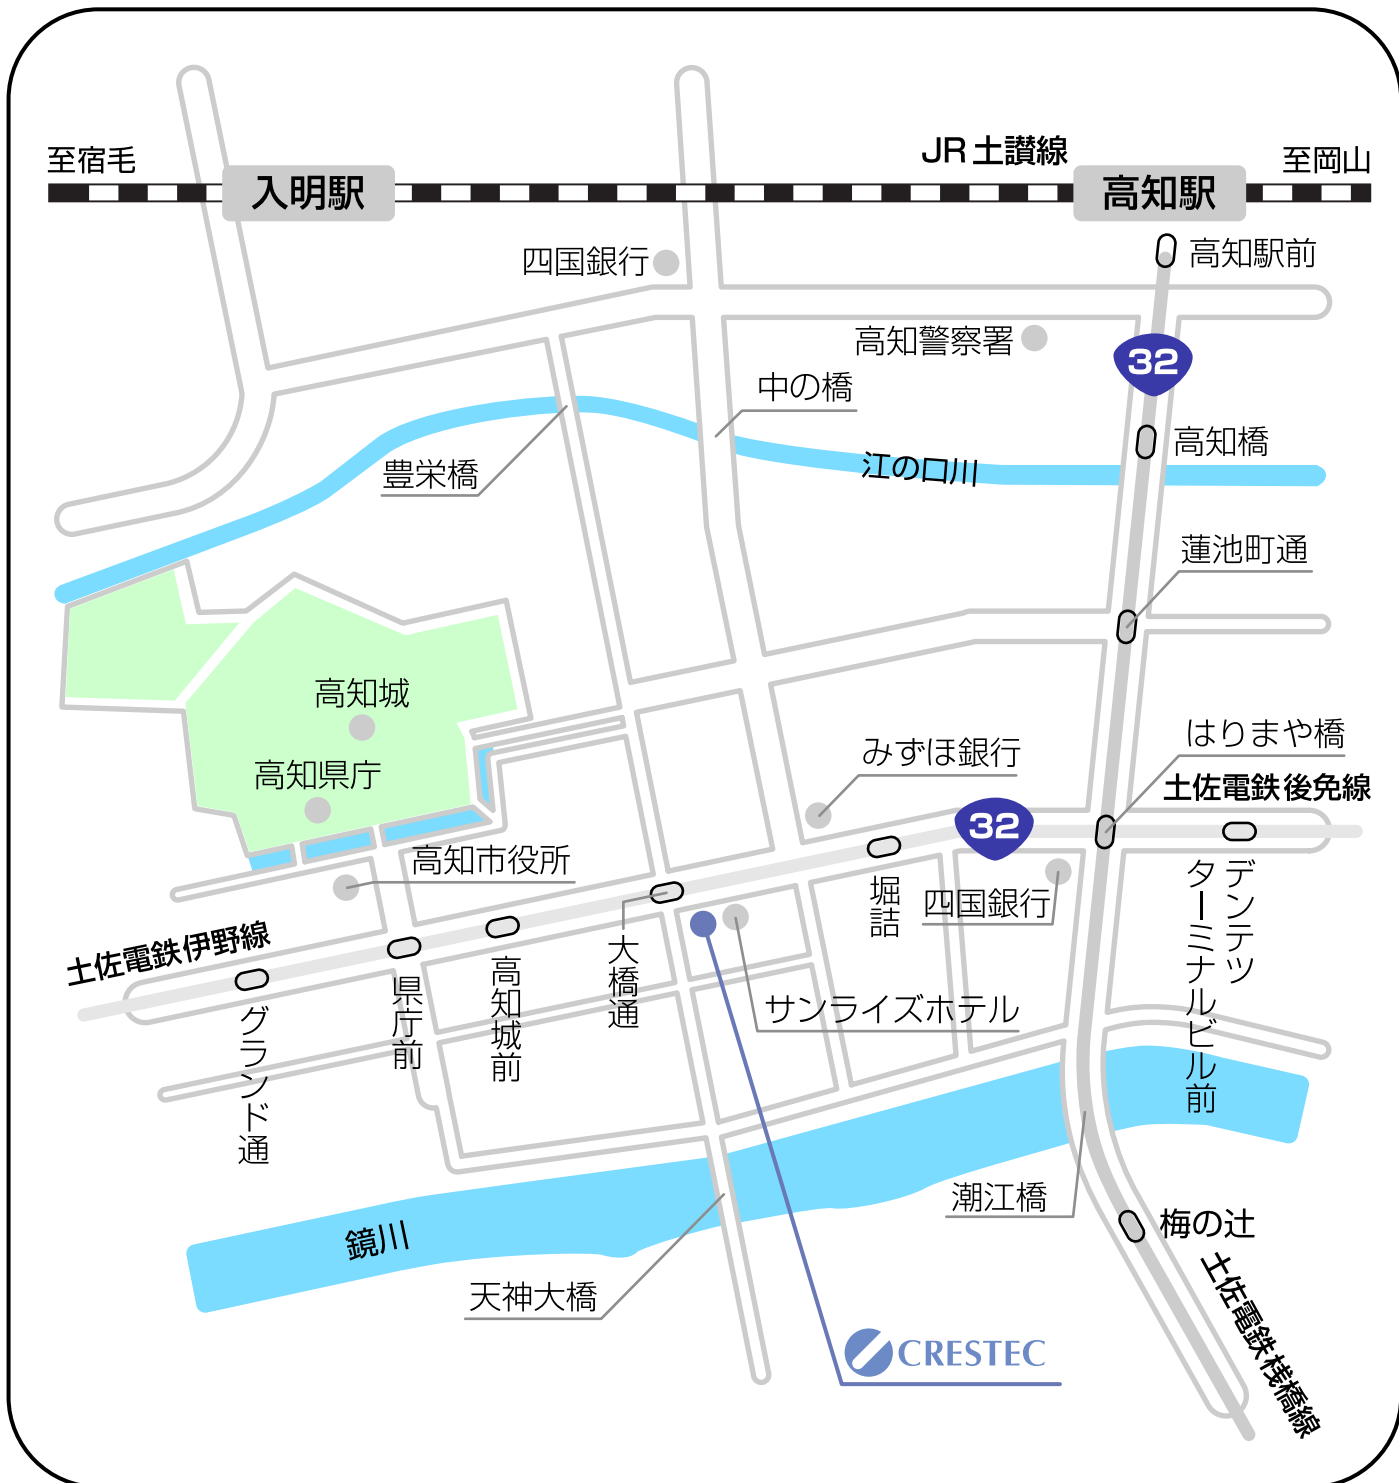 JR 土讃線
至宿毛
至岡山
入明駅
高知駅
四国銀行
高知駅前
高知警察署
32
中の橋
高知橋
豊栄橋
江の口川
蓮池町通
高知城
はりまや橋
みずほ銀行
高知県庁
土佐電鉄後免線
32
高知市役所
堀詰
四国銀行
デンテツ
ターミナルビル前
土佐電鉄伊野線
大橋通
高知城前
県庁前
グランド通
サンライズホテル
潮江橋
梅の辻
鏡川
天神大橋
土佐電鉄桟橋線
CRESTEC